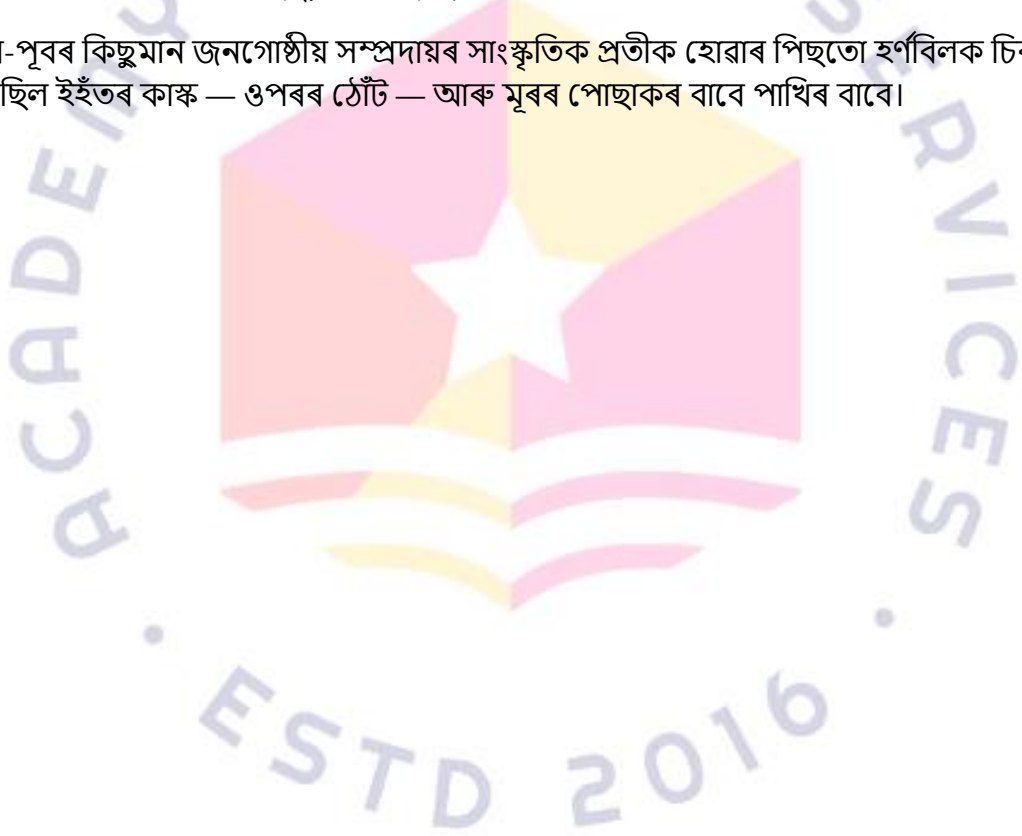 -পূবৰ কিছুমান জনগোষ্ঠীয় সম্প্ৰদায়ৰ সাংস্কৃতিক প্ৰতীক হোৱাৰ পিছতো হৰ্ণবিলক
ছিল ইহঁতৰ কাস্ক — ওপৰৰ ঠোঁট — আৰু মূৰৰ পোছাকৰ বাবে পাখিৰ বাবে।
ACADEMY
SERVICES
ESTD 2016